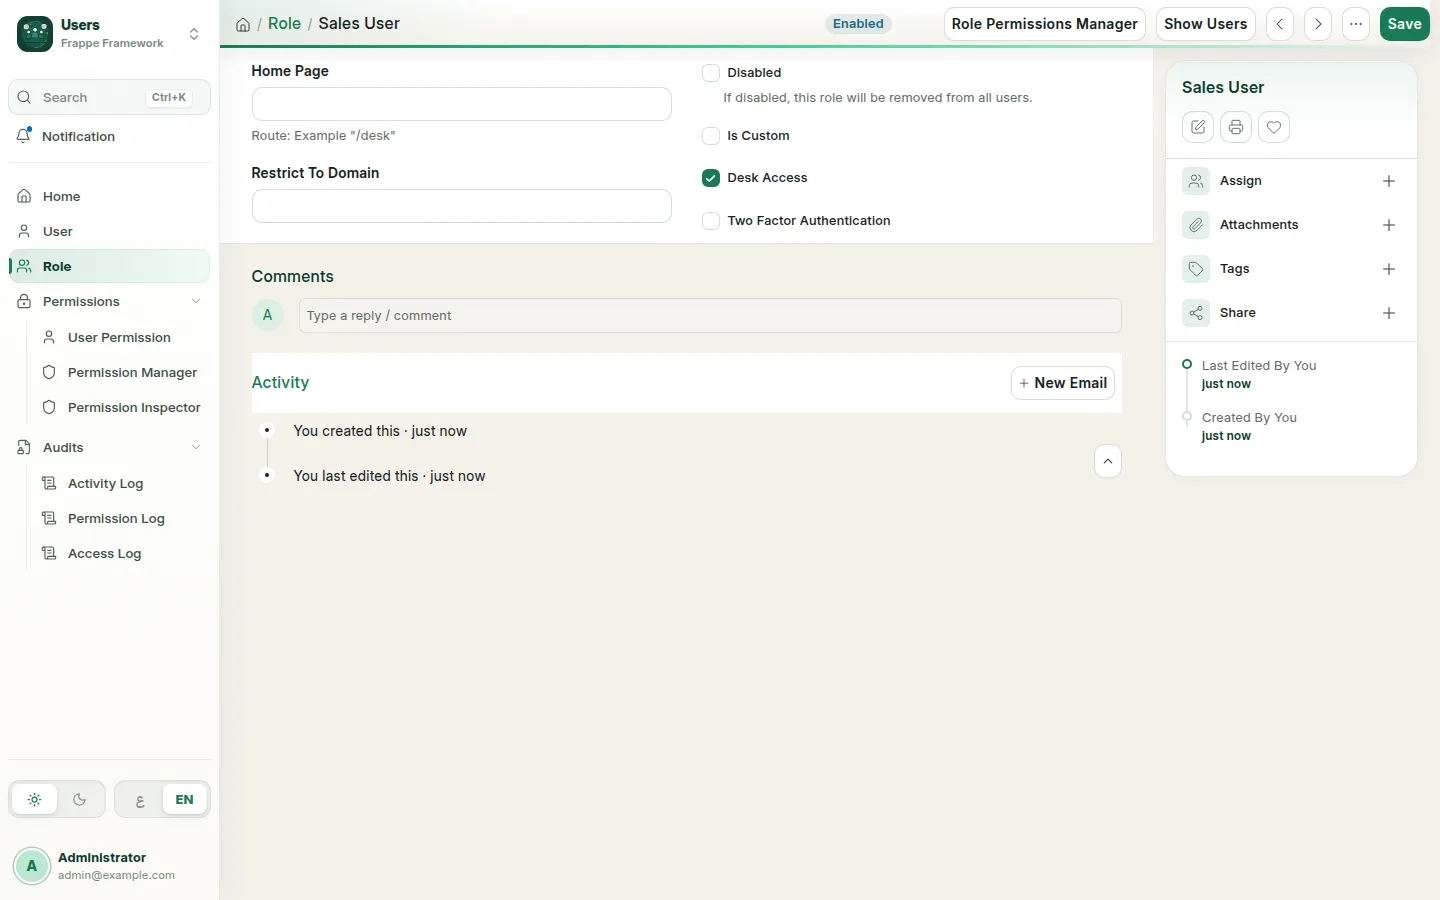 Users
Frappe Framework
Search
Ctrl+K
Notification
Home
User
Role
Permissions
User Permission
Permission Manager
Permission Inspector
Audits
Activity Log
Permission Log
Access Log
ع
EN
A
Administrator
admin@example.com
/ Role / Sales User
Enabled
Role Permissions Manager
Show Users
Save
Home Page
Route: Example "/desk"
Restrict To Domain
Disabled
If disabled, this role will be removed from all users.
Is Custom
Desk Access
Two Factor Authentication
Comments
A
Type a reply / comment
Activity
New Email
You created this · just now
You last edited this · just now
Sales User
Assign
Attachments
Tags
Share
Last Edited By You
just now
Created By You
just now